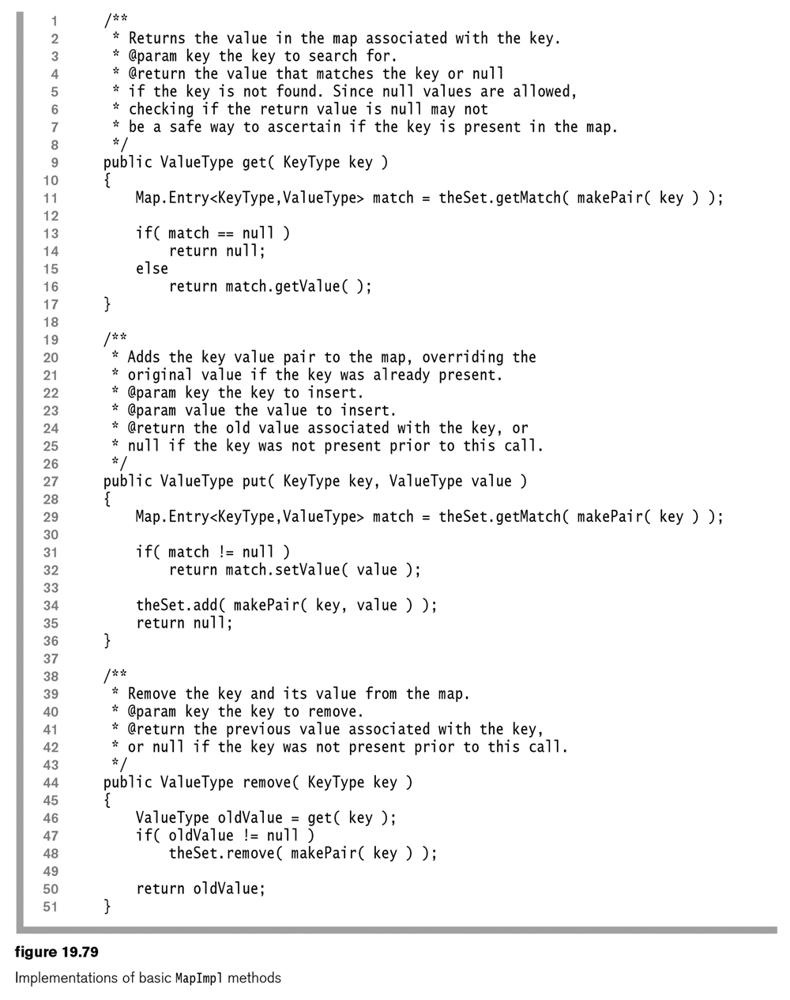 1 /**
2 * Returns the value in the map associated with the key.
3 * @param key the key to search for.
4 * @return the value that matches the key or null
5 * if the key is not found. Since null values are allowed,
6 * checking if the return value is null may not
7 * be a safe way to ascertain if the key is present in the map.
8 */
9 public ValueType get( KeyType key )
10 {
11 Map.Entry<KeyType,ValueType> match = theSet.getMatch( makePair( key ) );
12
13 if( match == null )
14 return null;
15 else
16 return match.getValue( );
17 }
18
19 /**
20 * Adds the key value pair to the map, overriding the
21 * original value if the key was already present.
22 * @param key the key to insert.
23 * @param value the value to insert.
24 * @return the old value associated with the key, or
25 * null if the key was not present prior to this call.
26 */
27 public ValueType put( KeyType key, ValueType value )
28 {
29 Map.Entry<KeyType,ValueType> match = theSet.getMatch( makePair( key ) );
30
31 if( match != null )
32 return match.setValue( value );
33
34 theSet.add( makePair( key, value ) );
35 return null;
36 }
37
38 /**
39 * Remove the key and its value from the map.
40 * @param key the key to remove.
41 * @return the previous value associated with the key,
42 * or null if the key was not present prior to this call.
43 */
44 public ValueType remove( KeyType key )
45 {
46 ValueType oldValue = get( key );
47 if( oldValue != null )
48 theSet.remove( makePair( key ) );
49
50 return oldValue;
51 }
figure 19.79
Implementations of basic MapImpl methods